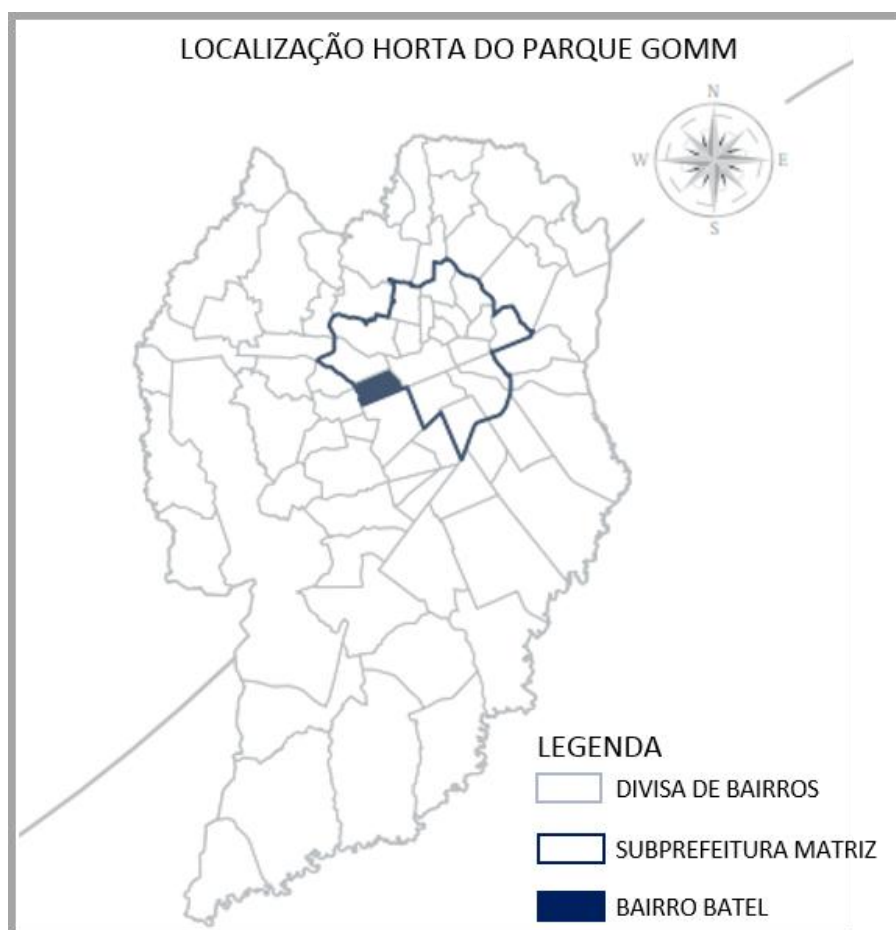 LOCALIZAÇÃO HORTA DO PARQUE GOMM
N
W
E
S
LEGENDA
DIVISA DE BAIRROS
SUBPREFEITURA MATRIZ
BAIRRO BATEL